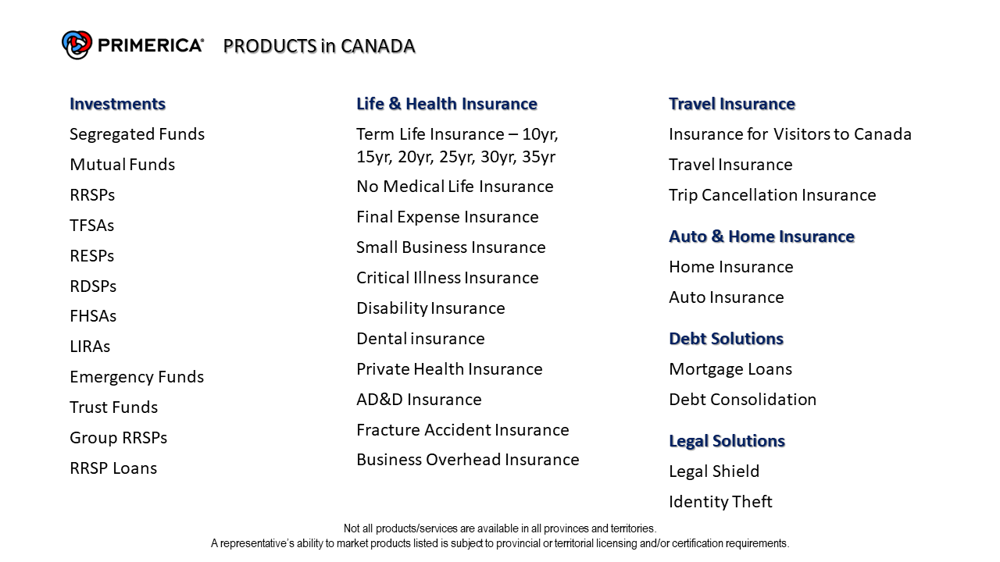 PRIMERICA® PRODUCTS in CANADA
Investments
Segregated Funds
Mutual Funds
RRSPs
TFSAs
RESPs
RDSPs
FHSAs
LIRAs
Emergency Funds
Trust Funds
Group RRSPs
RRSP Loans
Life & Health Insurance
Term Life Insurance – 10yr,
15yr, 20yr, 25yr, 30yr, 35yr
No Medical Life Insurance
Final Expense Insurance
Small Business Insurance
Critical Illness Insurance
Disability Insurance
Dental insurance
Private Health Insurance
AD&D Insurance
Fracture Accident Insurance
Business Overhead Insurance
Travel Insurance
Insurance for Visitors to Canada
Travel Insurance
Trip Cancellation Insurance
Auto & Home Insurance
Home Insurance
Auto Insurance
Debt Solutions
Mortgage Loans
Debt Consolidation
Legal Solutions
Legal Shield
Identity Theft
Not all products/services are available in all provinces and territories.
A representative’s ability to market products listed is subject to provincial or territorial licensing and/or certification requirements.